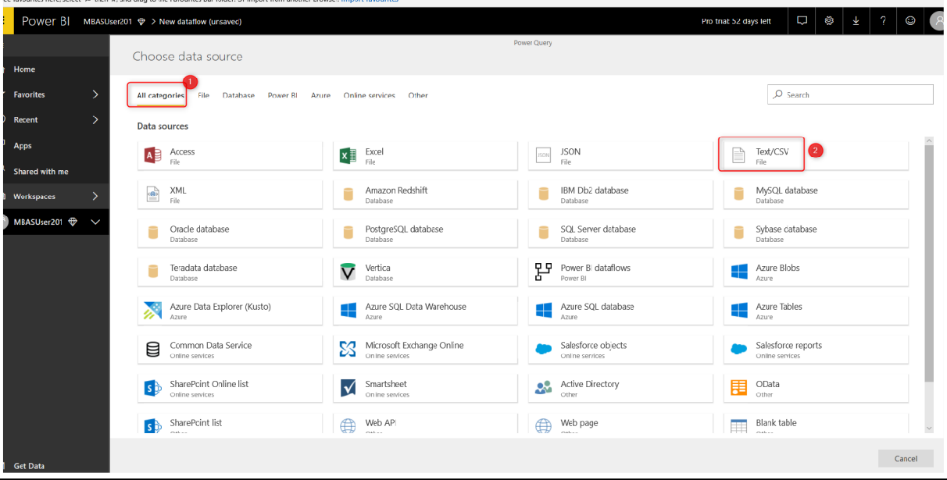 Power BI MBASUser201 > New dataflow (unsaved) Pro trial 52 days left ?
Power Query
Choose data source
Home
Favorites >
Recent >
Apps
Shared with me
Workspaces >
MBASUser201
Get Data
1
All categories File Database Power BI Azure Online services Other Search
Data sources
Access Excel JSON Text/CSV 2
File File JSON File File
XML Amazon Redshift IBM Db2 database MySQL database
File Database Database Database
Oracle database PostgreSQL database SQL Server database Sybase database
Database Database Database Database
Teradata database Vertica Power BI dataflows Azure Blobs
Database Database Power BI Azure
Azure Data Explorer (Kusto) Azure SQL Data Warehouse Azure SQL database Azure Tables
Azure Azure Azure Azure
Common Data Service Microsoft Exchange Online Salesforce objects Salesforce reports
Online services Online services Online services Online services
SharePoint Online list Smartsheet Active Directory OData
Online services Online services Other Other
SharePoint list Web API Web page Blank table
Cancel